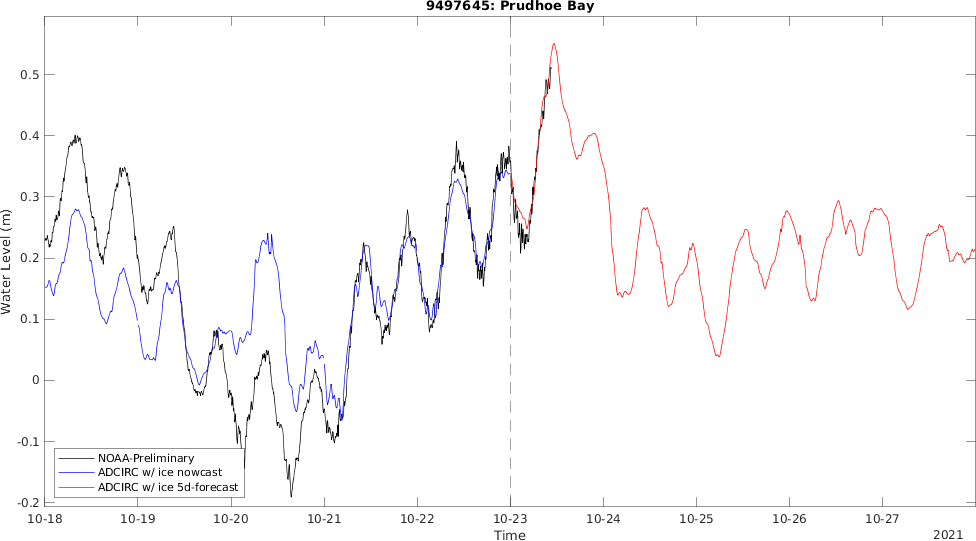 9497645: Prudhoe Bay
Water Level (m)
0.5
0.4
0.3
0.2
0.1
0
-0.1
-0.2
NOAA-Preliminary
ADCIRC w/ ice nowcast
ADCIRC w/ ice 5d-forecast
10-18 10-19 10-20 10-21 10-22 10-23 10-24 10-25 10-26 10-27
Time
2021